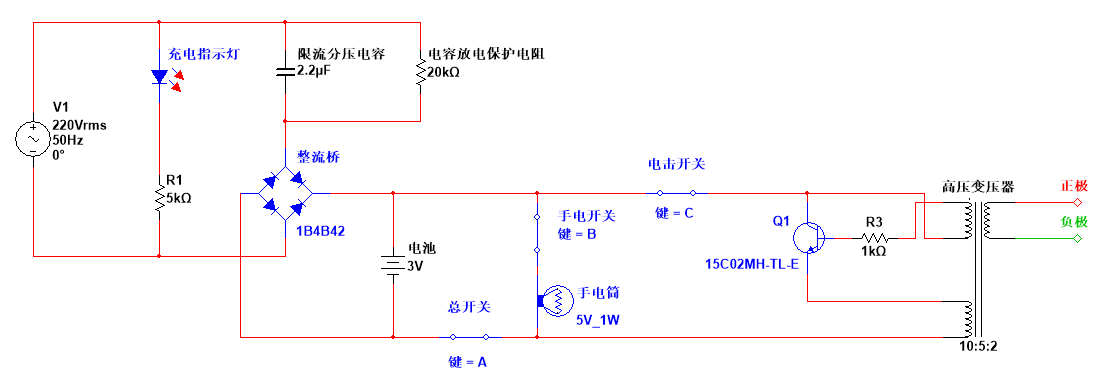 充电指示灯
限流分压电容
2.2µF
电容放电保护电阻
20kΩ
V1
220Vrms
50Hz
0°
R1
5kΩ
整流桥
1B4B42
电击开关
键 = C
高压变压器
正极
负极
手电开关
键 = B
Q1
15C02MH-TL-E
R3
1kΩ
电池
3V
手电筒
5V_1W
总开关
键 = A
10:5:2